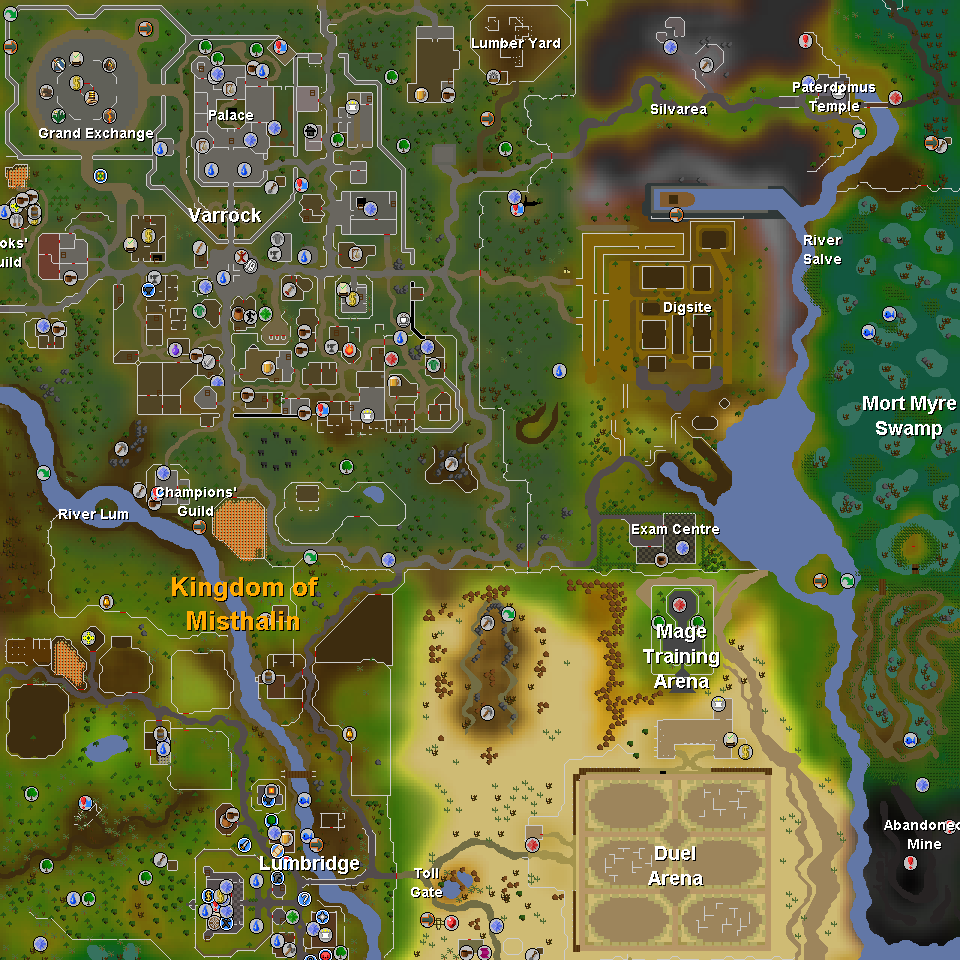 Lumber Yard
Paterdomus
Temple
Silvarea
Grand Exchange
Palace
Varrock
River
Salve
oks'
uild
Digsite
Mort Myre
Swamp
Champions'
Guild
River Lum
Exam Centre
Kingdom of
Misthalin
Mage
Training
Arena
Abandoned
Mine
Lumbridge
Duel
Arena
Toll
Gate